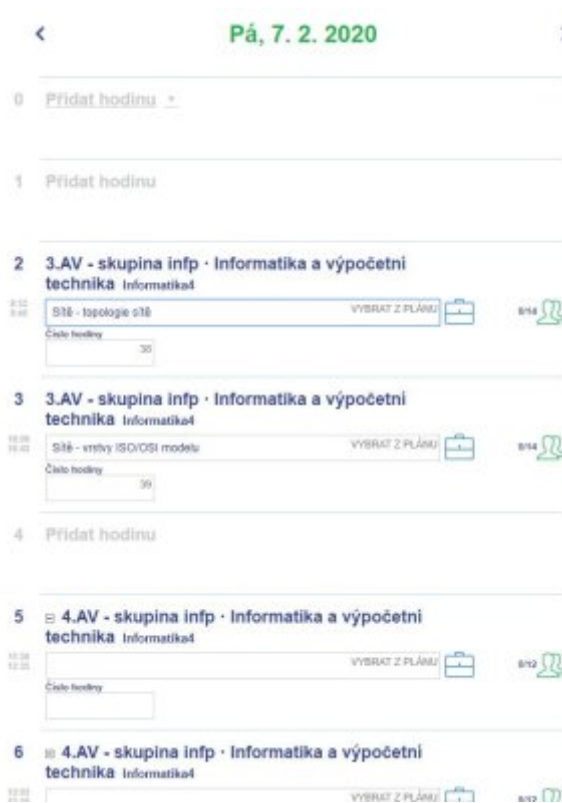 Pá, 7. 2. 2020
0 Přidat hodinu
1 Přidat hodinu
2 3.AV - skupina infp · Informatika a výpočetní
technika Informatika4
Sítě - topologie sítě VYBRAT Z PLÁNU
Číslo hodiny
38
3 3.AV - skupina infp · Informatika a výpočetní
technika Informatika4
Sítě - vrstvy ISO/OSI modelu VYBRAT Z PLÁNU
Číslo hodiny
39
4 Přidat hodinu
5 4.AV - skupina infp · Informatika a výpočetní
technika Informatika4
VYBRAT Z PLÁNU
Číslo hodiny
6 4.AV - skupina infp · Informatika a výpočetní
technika Informatika4
VYBRAT Z PLÁNU